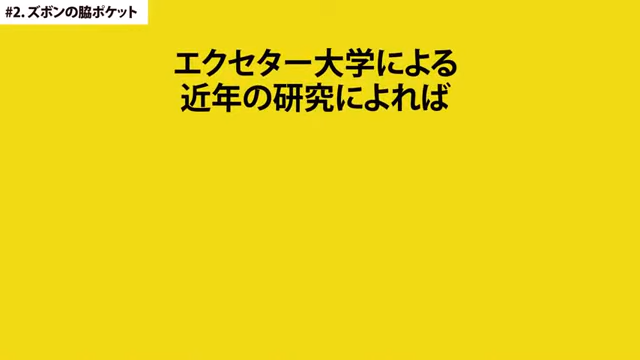 #2. ズボンの脇ポケット
エクセター大学による
近年の研究によれば